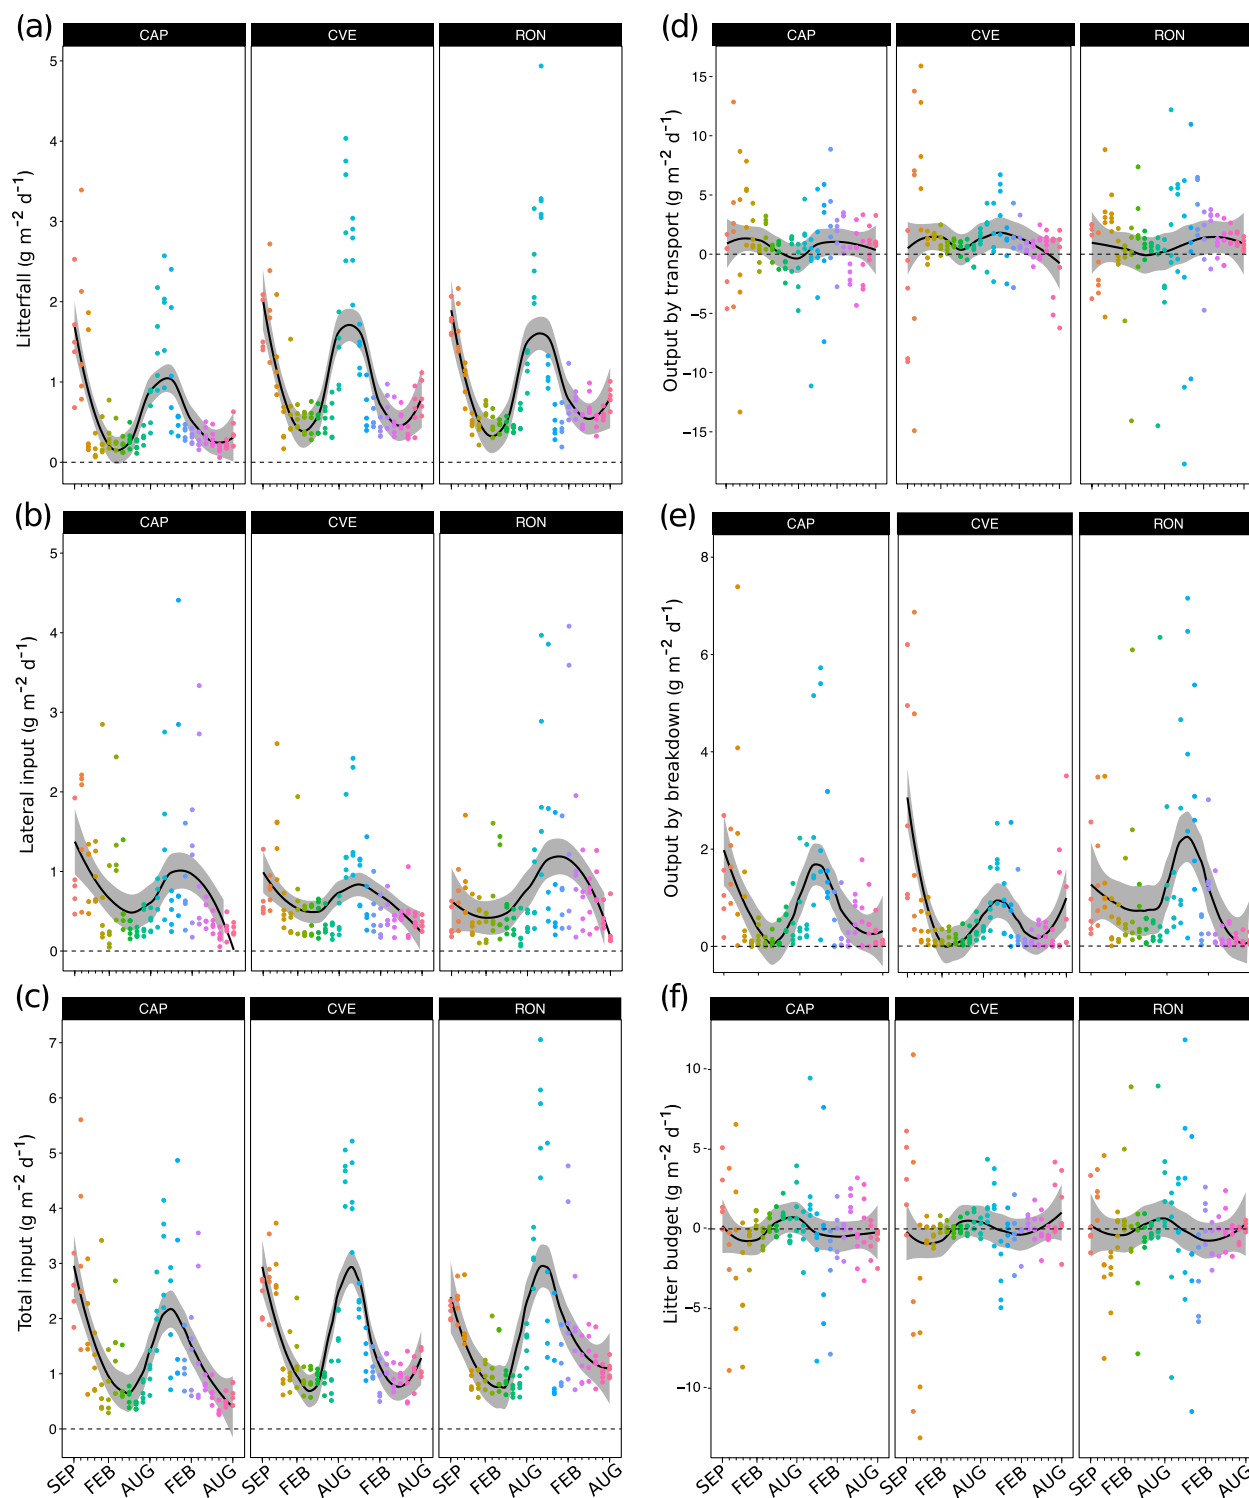 (a)
CAP CVE RON
Litterfall (g m⁻² d⁻¹)
5
4
3
2
1
0
(b)
CAP CVE RON
Lateral input (g m⁻² d⁻¹)
5
4
3
2
1
0
(c)
CAP CVE RON
Total input (g m⁻² d⁻¹)
7
6
5
4
3
2
1
0
SEP FEB AUG FEB AUG SEP FEB AUG FEB AUG SEP FEB AUG FEB AUG
(d)
CAP CVE RON
Output by transport (g m⁻² d⁻¹)
15
10
5
0
−5
−10
−15
(e)
CAP CVE RON
Output by breakdown (g m⁻² d⁻¹)
8
6
4
2
0
(f)
CAP CVE RON
Litter budget (g m⁻² d⁻¹)
10
5
0
−5
−10
SEP FEB AUG FEB AUG SEP FEB AUG FEB AUG SEP FEB AUG FEB AUG